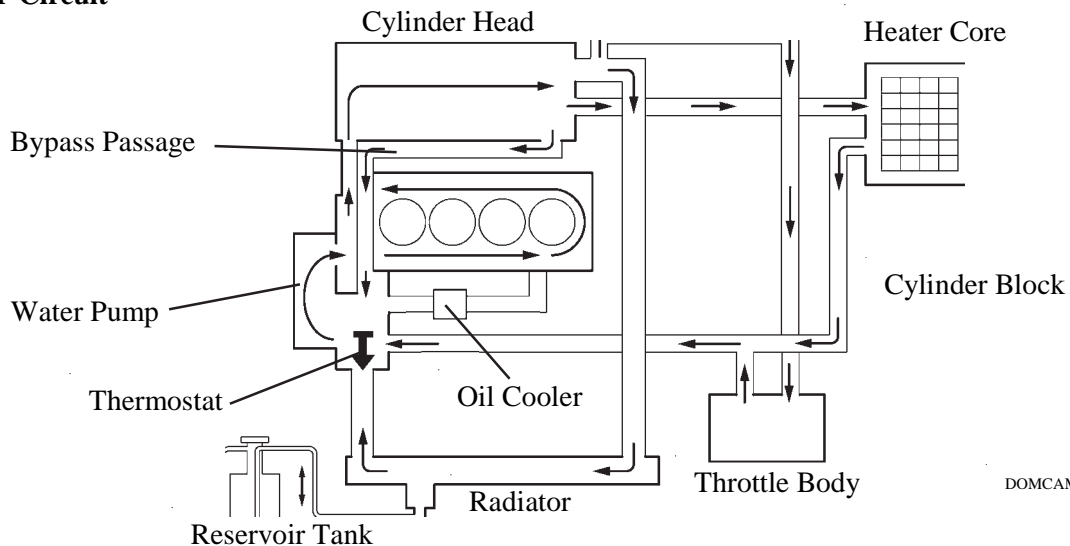 Circuit
Cylinder Head
Heater Core
Bypass Passage
Cylinder Block
Water Pump
Thermostat
Oil Cooler
Throttle Body
Radiator
Reservoir Tank